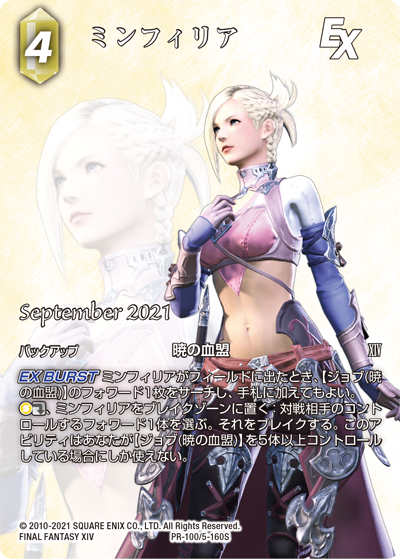 4 ミンフィリア EX
September 2021
バックアップ 暁の血盟 XIV
EX BURST ミンフィリアがフィールドに出たとき、【ジョブ(暁
の血盟)】のフォワード1枚をサーチし、手札に加えてもよい。
、ミンフィリアをブレイクゾーンに置く:対戦相手のコント
ロールするフォワード1体を選ぶ。それをブレイクする。このア
ビリティはあなたが【ジョブ(暁の血盟)】を5体以上コントロール
している場合にしか使えない。
© 2010-2021 SQUARE ENIX CO., LTD. All Rights Reserved.
FINAL FANTASY XIV PR-100/5-160S